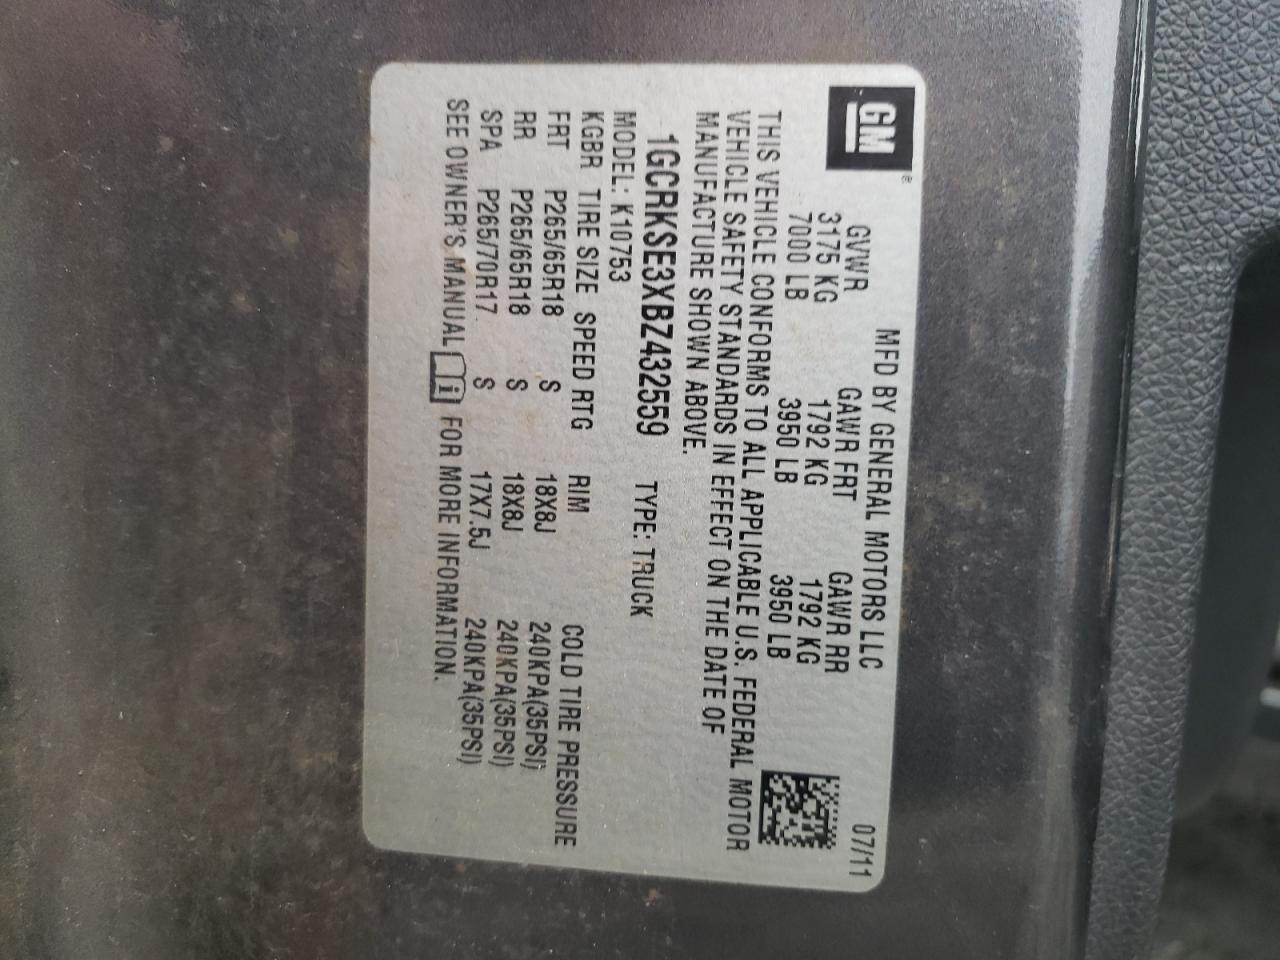 GM®
MFD BY GENERAL MOTORS LLC 07/11
GVWR GAWR FRT GAWR RR
3175 KG 1792 KG 1792 KG
7000 LB 3950 LB 3950 LB
THIS VEHICLE CONFORMS TO ALL APPLICABLE U.S. FEDERAL MOTOR
VEHICLE SAFETY STANDARDS IN EFFECT ON THE DATE OF
MANUFACTURE SHOWN ABOVE.
1GCRKSE3XBZ432559 TYPE: TRUCK
MODEL: K10753
KGBR TIRE SIZE SPEED RTG RIM COLD TIRE PRESSURE
FRT P265/65R18 S 18X8J 240KPA(35PSI)
RR P265/65R18 S 18X8J 240KPA(35PSI)
SPA P265/70R17 S 17X7.5J 240KPA(35PSI)
SEE OWNER'S MANUAL i FOR MORE INFORMATION.